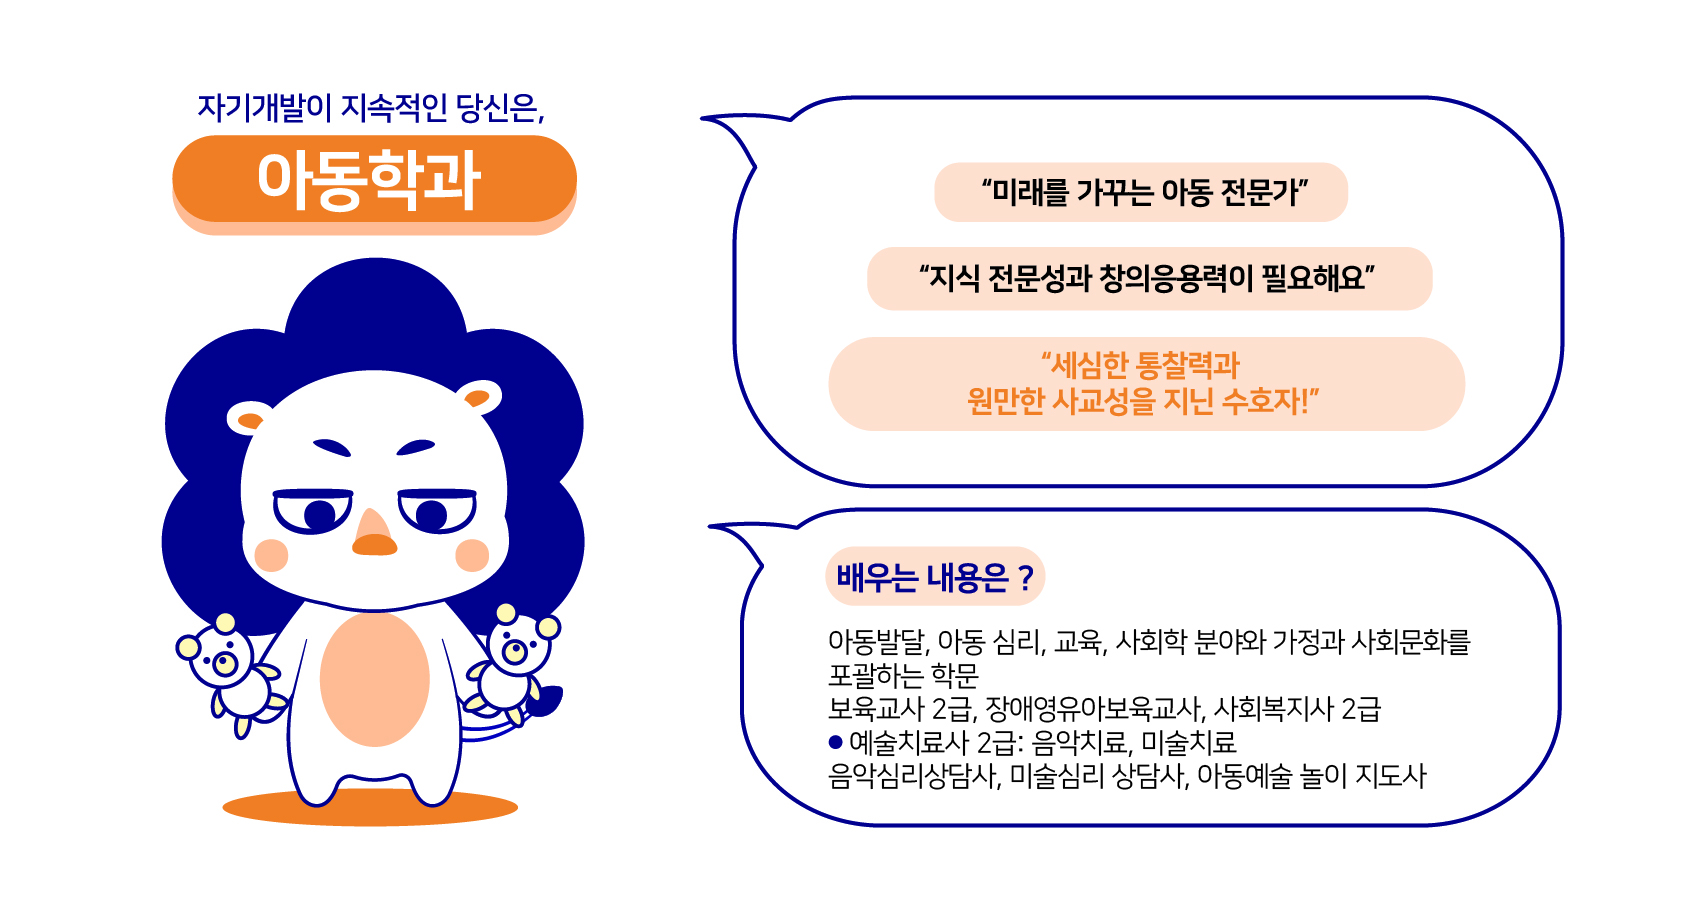 자기개발이 지속적인 당신은,
아동학과
“미래를 가꾸는 아동 전문가”
“지식 전문성과 창의응용력이 필요해요”
“세심한 통찰력과
원만한 사교성을 지닌 수호자!”
배우는 내용은 ?
아동발달, 아동 심리, 교육, 사회학 분야와 가정과 사회문화를
포괄하는 학문
보육교사 2급, 장애영유아보육교사, 사회복지사 2급
● 예술치료사 2급: 음악치료, 미술치료
음악심리상담사, 미술심리 상담사, 아동예술 놀이 지도사